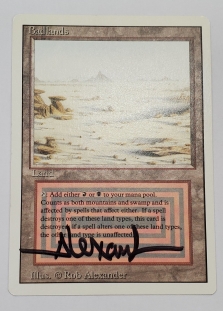 Badlands
Land
: Add either or to your mana pool.
Counts as both mountains and swamp and is
affected by spells that affect either. If a spell
destroys one of these land types, this card is
destroyed; if a spell alters one of these land types,
the other land type is unaffected.
Alexand
Illus. © Rob Alexander